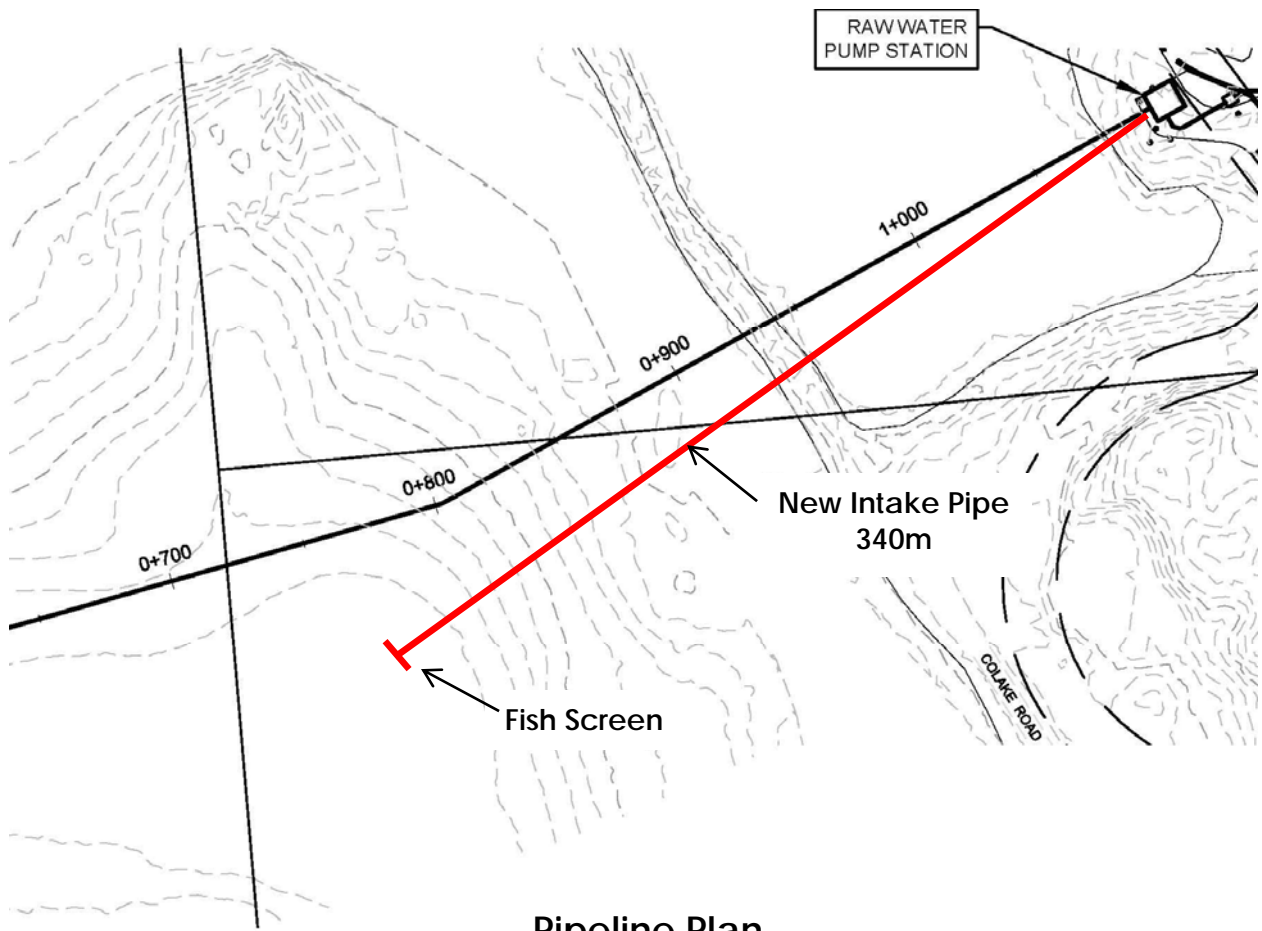 RAW WATER
PUMP STATION
1+000
0+900
0+800
0+700
New Intake Pipe
340m
Fish Screen
COLAKE ROAD
Pipeline Plan